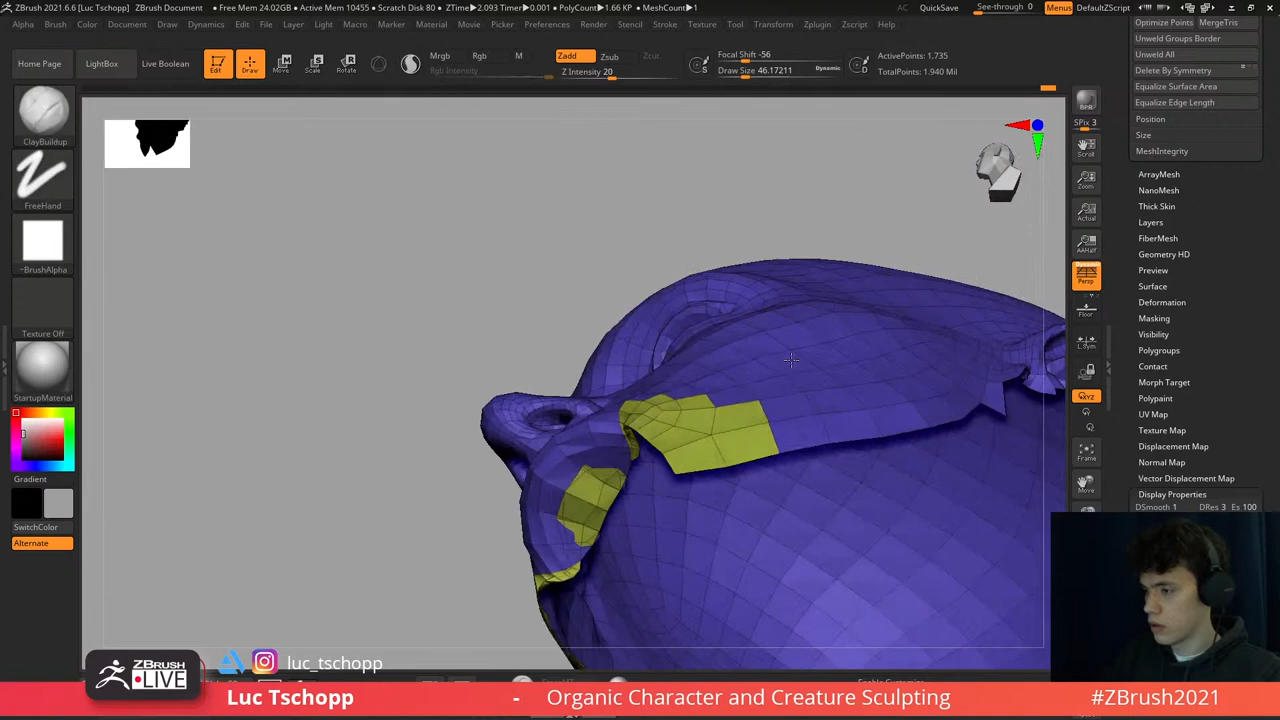 ZBrush 2021.6.6 [Luc Tschopp] ZBrush Document • Free Mem 24.02GB • Active Mem 10455 • Scratch Disk 80 • ZTime▶2.093 Timer▶0.001 • PolyCount▶1.66 KP • MeshCount▶1 AC QuickSave See-through 0 Menus DefaultZScript
Alpha Brush Color Document Draw Dynamics Edit File Layer Light Macro Marker Material Movie Picker Preferences Render Stencil Stroke Texture Tool Transform Zplugin Zscript Help
Home Page LightBox Live Boolean Edit Draw Move Scale Rotate
Mrgb Rgb M
Rgb Intensity
Zadd Zsub Cut
Z Intensity 20
Focal Shift -56
Draw Size 46.17211 Dynamic
ActivePoints: 1,735
TotalPoints: 1.940 Mil
ClayBuildup
FreeHand
~BrushAlpha
Texture Off
StartupMaterial
Gradient
SwitchColor
Alternate
BPR
SPix 3
Scroll
Zoom
Actual
AAHalf
Dynamic
Persp
Floor
L.Sym
XYZ
Frame
Move
Optimize Points MergeTris
Unweld Groups Border
Unweld All
Delete By Symmetry
Equalize Surface Area
Equalize Edge Length
Position
Size
MeshIntegrity
ArrayMesh
NanoMesh
Thick Skin
Layers
FiberMesh
Geometry HD
Preview
Surface
Deformation
Masking
Visibility
Polygroups
Contact
Morph Target
Polypaint
UV Map
Texture Map
Displacement Map
Normal Map
Vector Displacement Map
Display Properties
DSmooth 1 DRes 3 Es 100
ZBRUSH
LIVE
luc_tschopp
Luc Tschopp - Organic Character and Creature Sculpting #ZBrush2021